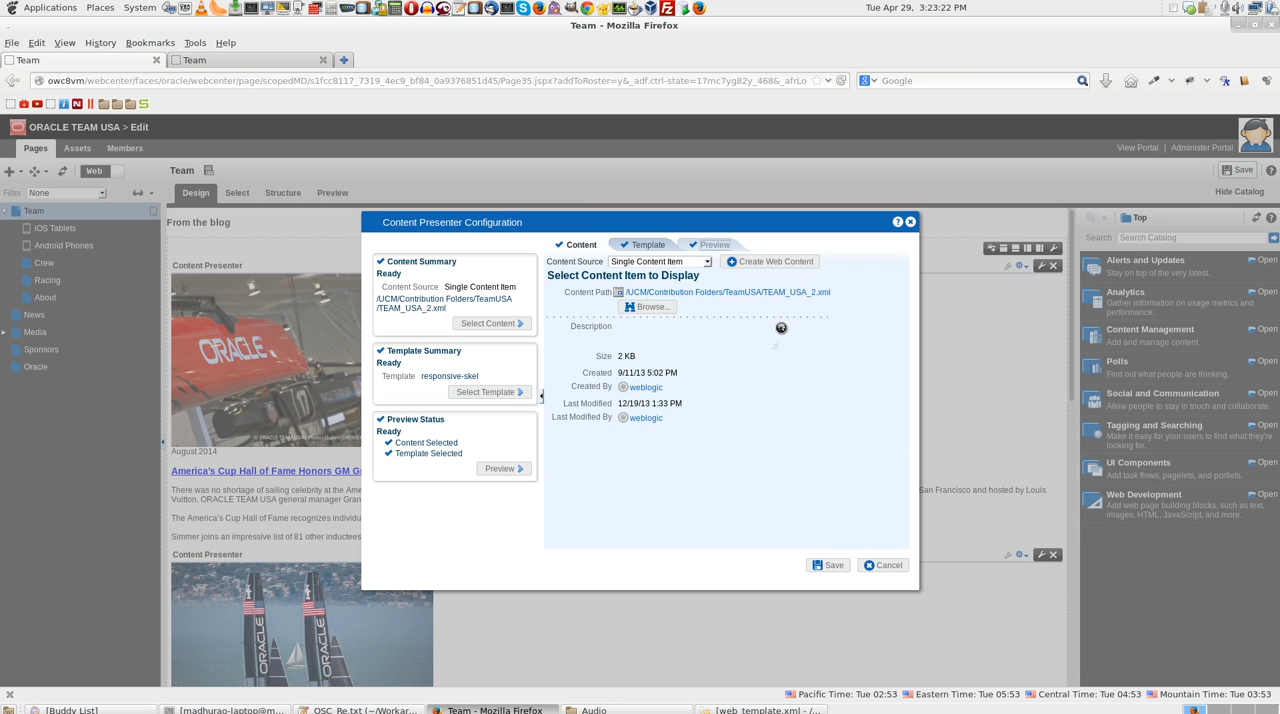 Applications Places System
Tue Apr 29, 3:23:22 PM
Team - Mozilla Firefox
File Edit View History Bookmarks Tools Help
Team
Team
owc8vm/webcenter/faces/oracle/webcenter/page/scopedMD/s1fcc8117_7319_4ec9_bf84_0a9376851d45/Page35.jspx?addToRoster=y&_adf.ctrl-state=17mc7yg82y_468&_afrLo
Google
ORACLE TEAM USA > Edit
Pages Assets Members
View Portal | Administer Portal
Web
Team
Save
Filter None
Design Select Structure Preview
Hide Catalog
Team
iOS Tablets
Android Phones
Crew
Racing
About
News
Media
Sponsors
Oracle
From the blog
Content Presenter
ORACLE
August 2014
America's Cup Hall of Fame Honors GM G
There was no shortage of sailing celebrity at the Ame
San Francisco and hosted by Louis
Vuitton. ORACLE TEAM USA general manager Gran
The America's Cup Hall of Fame recognizes individu
Simmer joins an impressive list of 81 other inductees
Content Presenter
ORACLE
ORACLE
Content Presenter Configuration
Content Template Preview
Content Summary
Ready
Content Source Single Content Item
/UCM/Contribution Folders/TeamUSA
/TEAM_USA_2.xml
Select Content
Template Summary
Ready
Template responsive-skel
Select Template
Preview Status
Ready
Content Selected
Template Selected
Preview
Content Source Single Content Item Create Web Content
Select Content Item to Display
Content Path /UCM/Contribution Folders/TeamUSA/TEAM_USA_2.xml
Browse...
Description
Size 2 KB
Created 9/11/13 5:02 PM
Created By weblogic
Last Modified 12/19/13 1:33 PM
Last Modified By weblogic
Save Cancel
Top
Search Search Catalog
Alerts and Updates Open
Stay on top of the very latest.
Analytics Open
Gather information on usage metrics and
performance.
Content Management Open
Add and manage content.
Polls Open
Find out what people are thinking..
Social and Communication Open
Allow people to stay in touch and collaborate.
Tagging and Searching Open
Make it easy for your users to find what they're
looking for.
UI Components Open
Add task flows, pagelets, and portlets.
Web Development Open
Add web page building blocks, such as text,
images, HTML, JavaScript, and more.
Pacific Time: Tue 02:53 Eastern Time: Tue 05:53 Central Time: Tue 04:53 Mountain Time: Tue 03:53
[Buddy List] [madhurao-laptop@m... OSC_Re.txt (~/Workar... Team - Mozilla Firefox Audio [web_template.xml - /...